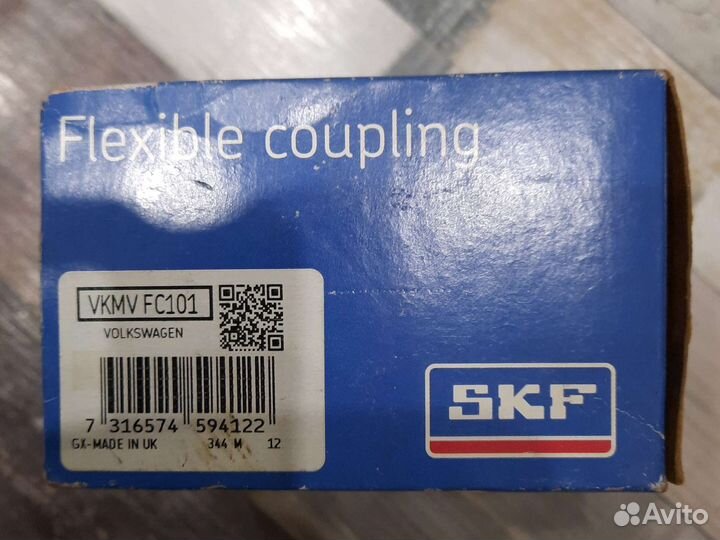 Flexible coupling
VKMV FC101
VOLKSWAGEN
7 316574 594122
GX-MADE IN UK 344 M 12
SKF
Avito